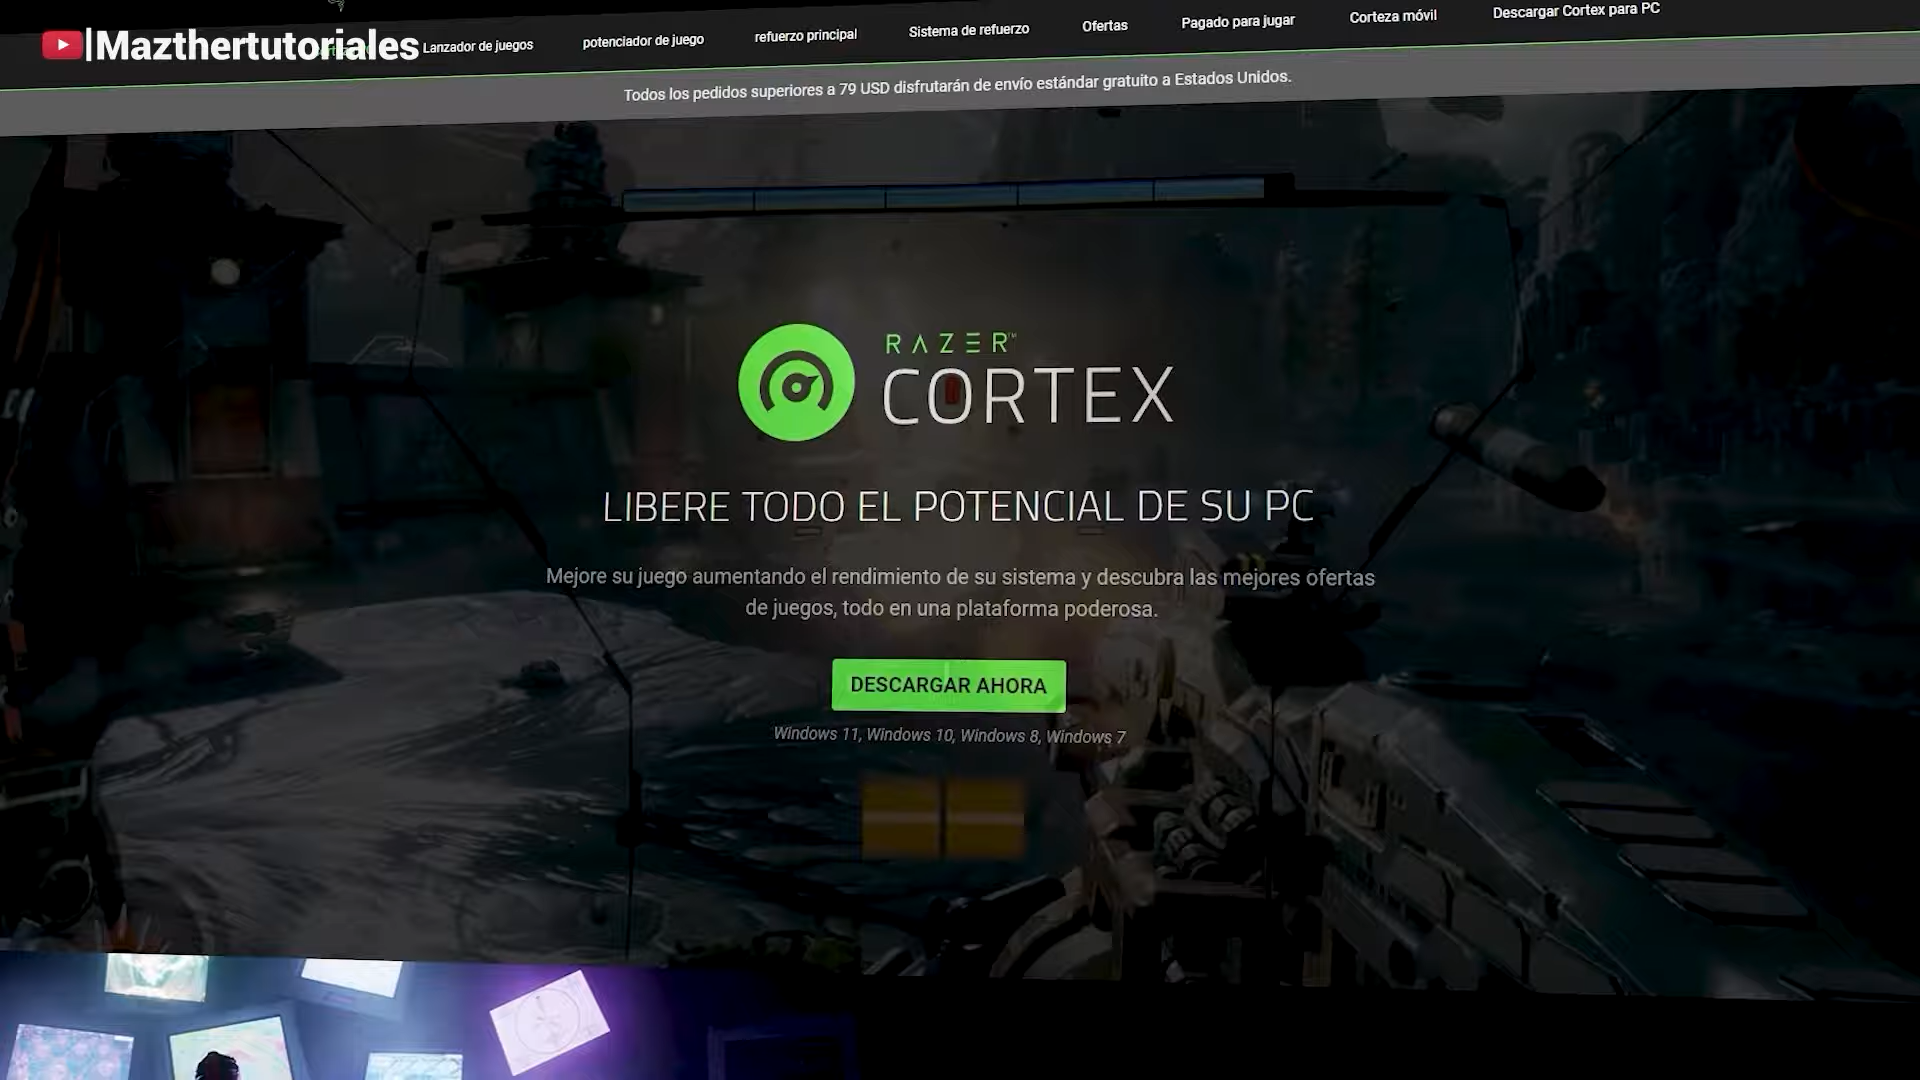 |Mazthertutoriales
Lanzador de juegos
potenciador de juego
refuerzo principal
Sistema de refuerzo
Ofertas
Pagado para jugar
Corteza móvil
Descargar Cortex para PC
Todos los pedidos superiores a 79 USD disfrutarán de envío estándar gratuito a Estados Unidos.
RAZER™
CORTEX
LIBERE TODO EL POTENCIAL DE SU PC
Mejore su juego aumentando el rendimiento de su sistema y descubra las mejores ofertas
de juegos, todo en una plataforma poderosa.
DESCARGAR AHORA
Windows 11, Windows 10, Windows 8, Windows 7